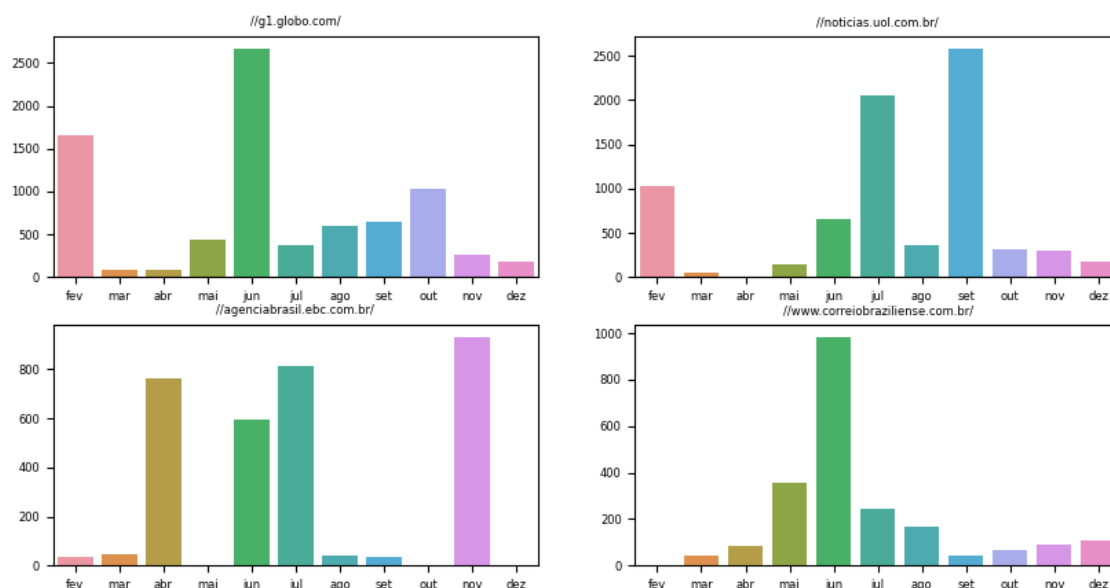 //g1.globo.com/
2500
2000
1500
1000
500
0
fev mar abr mai jun jul ago set out nov dez
//noticias.uol.com.br/
2500
2000
1500
1000
500
0
fev mar abr mai jun jul ago set out nov dez
//agenciabrasil.ebc.com.br/
800
600
400
200
0
fev mar abr mai jun jul ago set out nov dez
//www.correiobraziliense.com.br/
1000
800
600
400
200
0
fev mar abr mai jun jul ago set out nov dez